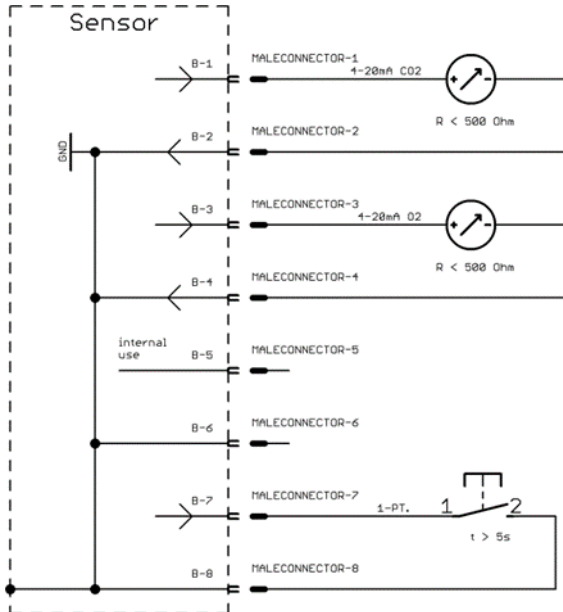 Sensor
B-1
MALECONNECTOR-1
4-20mA CO2
R < 500 Ohm
GND
B-2
MALECONNECTOR-2
B-3
MALECONNECTOR-3
4-20mA O2
R < 500 Ohm
B-4
MALECONNECTOR-4
internal
use
B-5
MALECONNECTOR-5
B-6
MALECONNECTOR-6
B-7
MALECONNECTOR-7
1-PT.
1
2
t > 5s
B-8
MALECONNECTOR-8